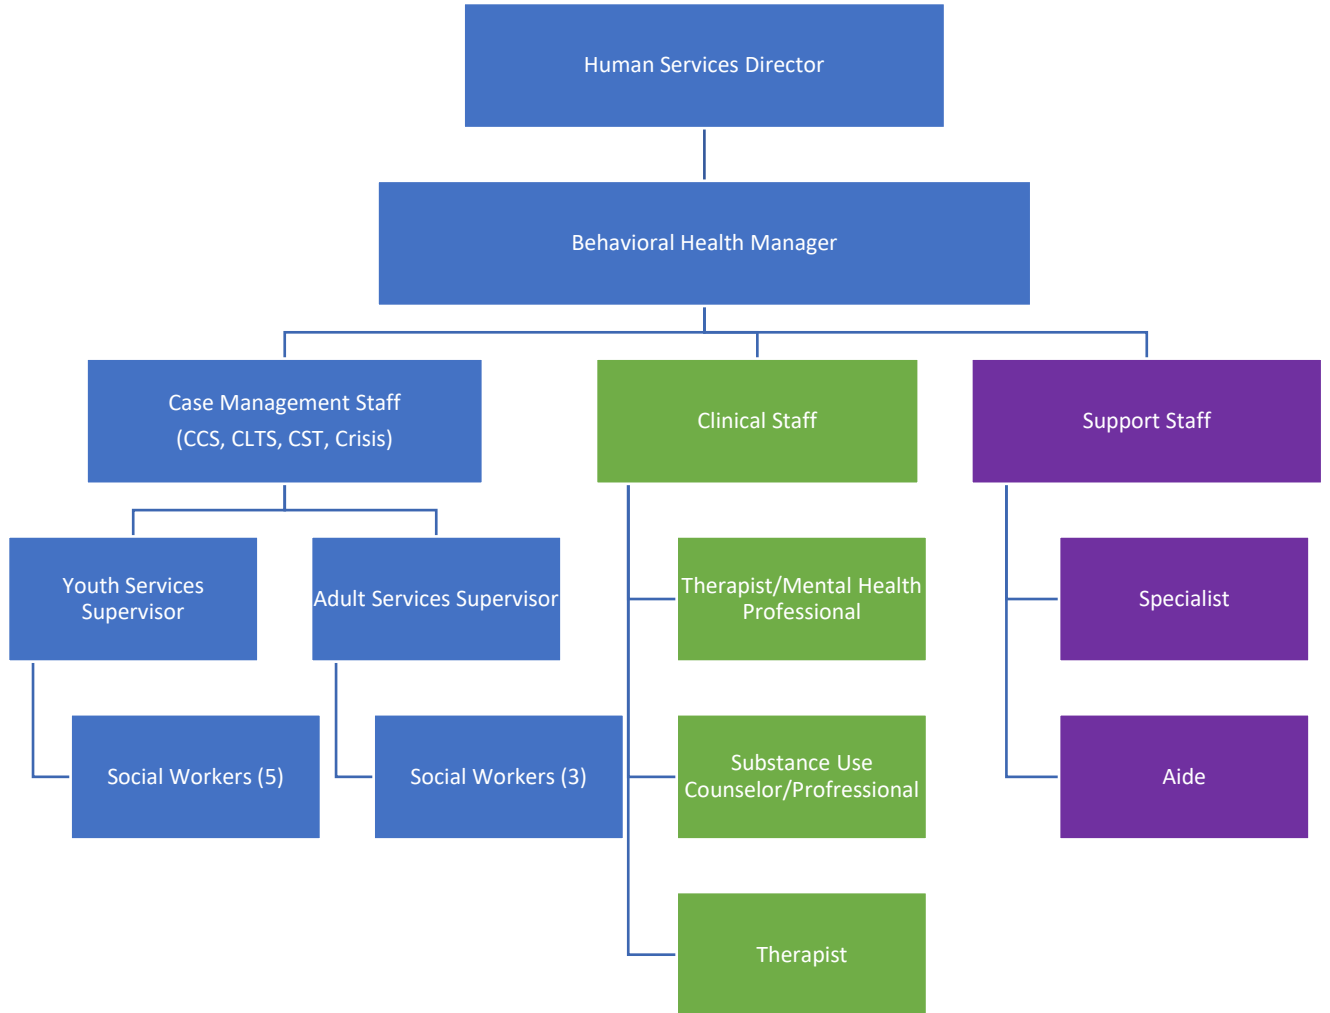 Human Services Director
Behavioral Health Manager
Case Management Staff
(CCS, CLTS, CST, Crisis)
Clinical Staff
Support Staff
Youth Services
Supervisor
Adult Services Supervisor
Therapist/Mental Health
Professional
Specialist
Social Workers (5)
Social Workers (3)
Substance Use
Counselor/Profressional
Aide
Therapist